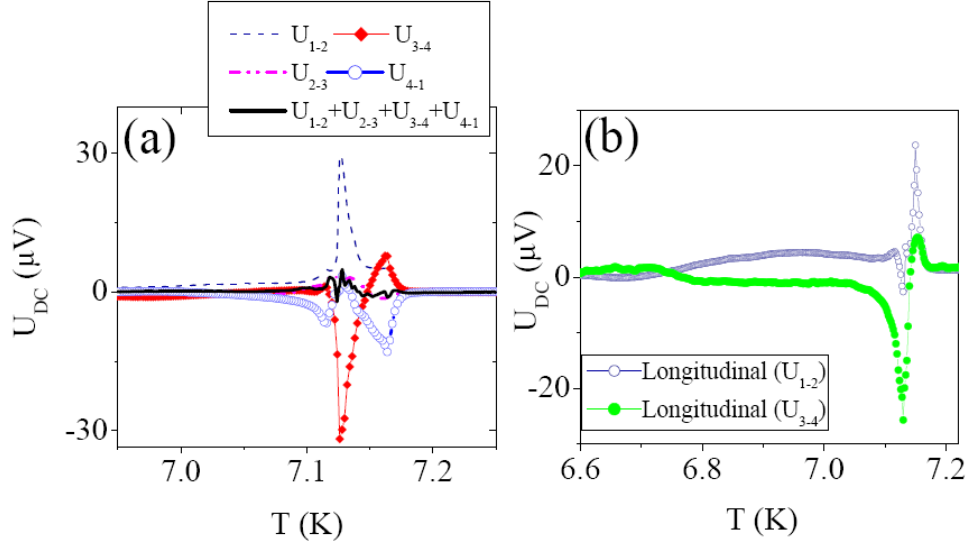 U1-2 U3-4
U2-3 U4-1
U1-2+U2-3+U3-4+U4-1
(a)
30
0
-30
UDC (μV)
7.0 7.1 7.2
T (K)
(b)
20
0
-20
UDC (μV)
Longitudinal (U1-2)
Longitudinal (U3-4)
6.6 6.8 7.0 7.2
T (K)